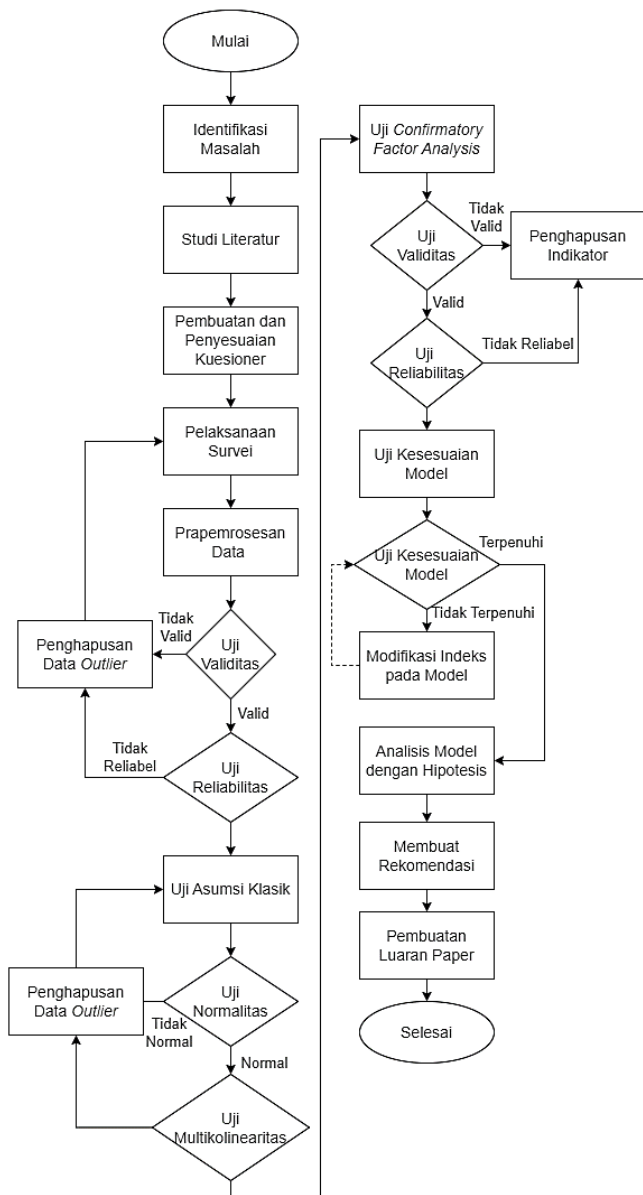 Mulai
Identifikasi
Masalah
Studi Literatur
Pembuatan dan
Penyesuaian
Kuesioner
Pelaksanaan
Survei
Prapemrosesan
Data
Uji
Validitas
Tidak
Valid
Penghapusan
Data Outlier
Valid
Uji
Reliabilitas
Tidak
Reliabel
Uji Asumsi Klasik
Uji
Normalitas
Tidak
Normal
Penghapusan
Data Outlier
Normal
Uji
Multikolinearitas
Uji Confirmatory
Factor Analysis
Uji
Validitas
Tidak
Valid
Penghapusan
Indikator
Valid
Uji
Reliabilitas
Tidak Reliabel
Uji Kesesuaian
Model
Uji Kesesuaian
Model
Terpenuhi
Tidak Terpenuhi
Modifikasi Indeks
pada Model
Analisis Model
dengan Hipotesis
Membuat
Rekomendasi
Pembuatan
Luaran Paper
Selesai